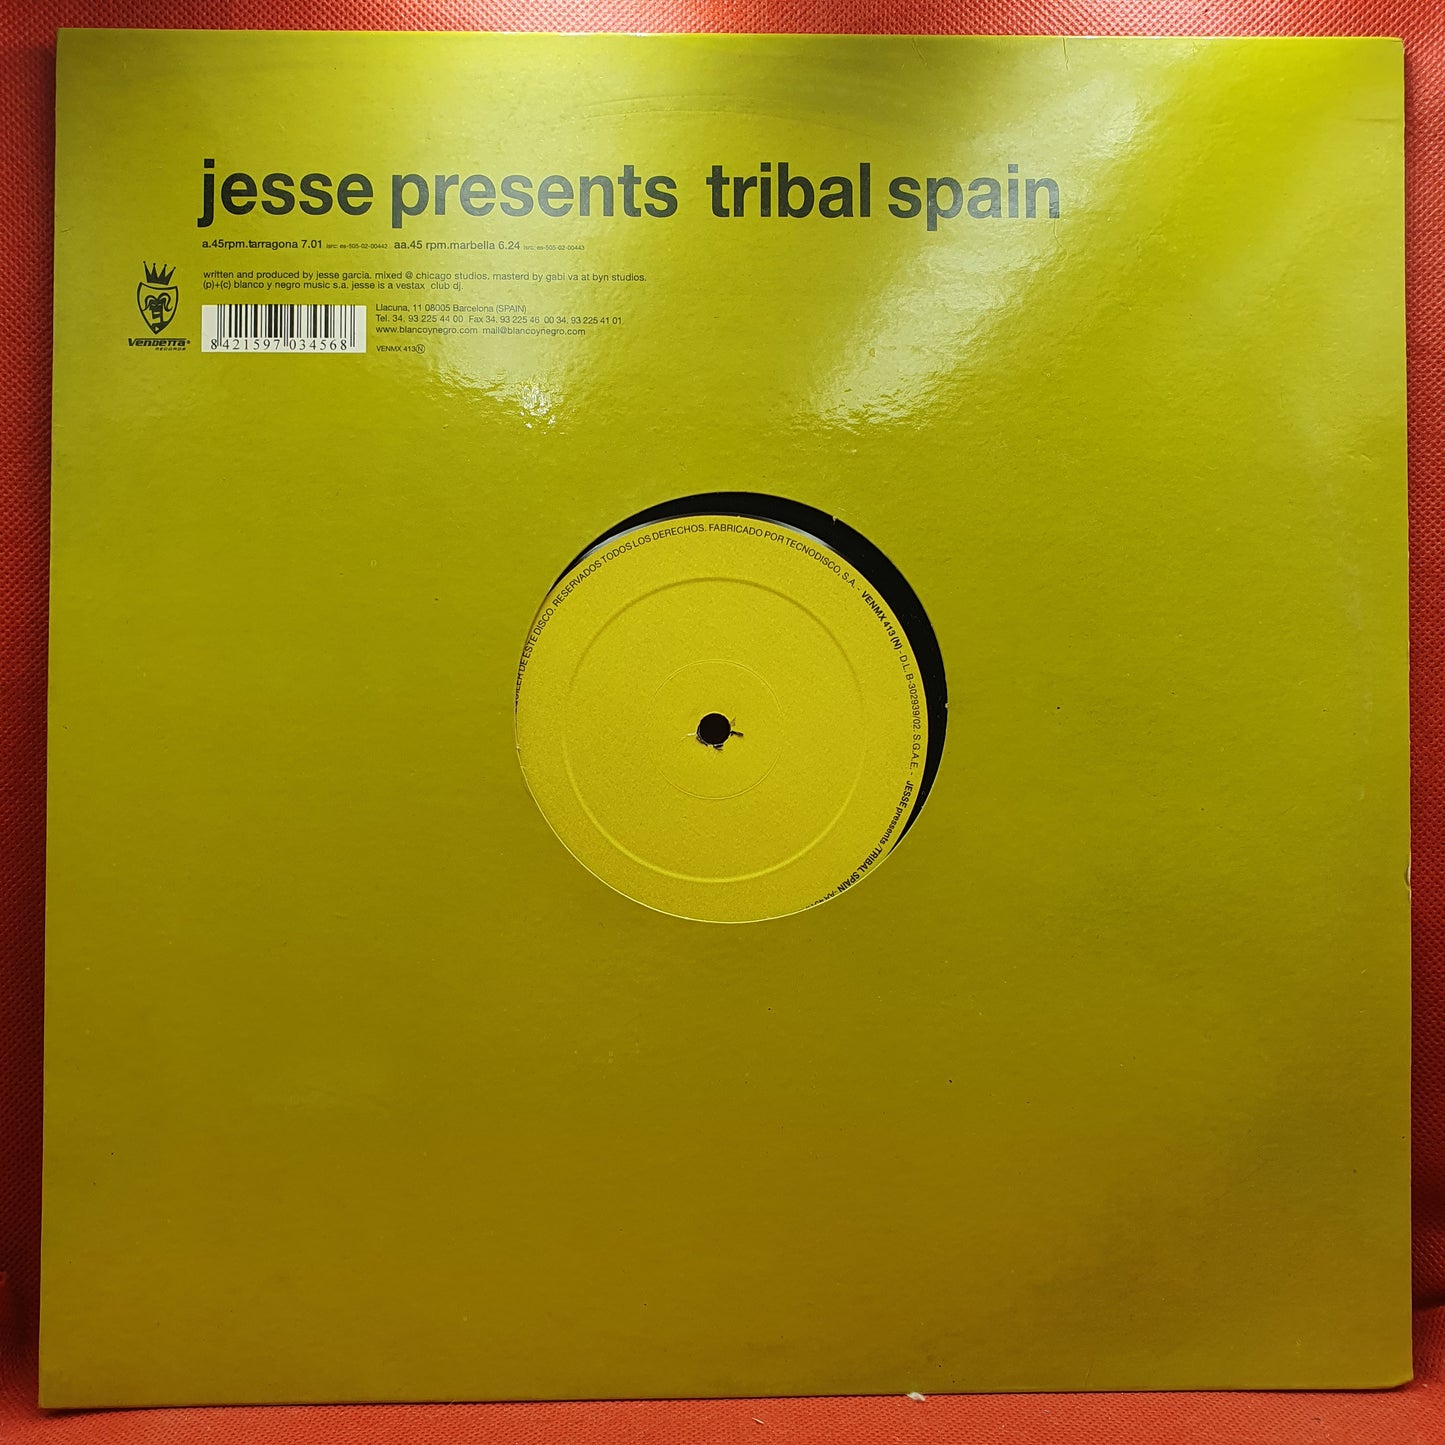 jesse presents tribal spain
a.45rpm.tarragona 7.01 isrc: es-505-02-00442 aa.45 rpm.marbella 6.24 isrc: es-505-02-00443
written and produced by jesse garcia. mixed @ chicago studios. masterd by gabi va at byn studios.
(p)+(c) blanco y negro music s.a. jesse is a vestax club dj.
VENDETTA®
RECORDS
8 421597 034568
Llacuna, 11 08005 Barcelona (SPAIN)
Tel. 34. 93 225 44 00 Fax 34. 93 225 46 00 34. 93 225 41 01
www.blancoynegro.com mail@blancoynegro.com
VENMX 413Ⓝ
DE ESTE DISCO. RESERVADOS TODOS LOS DERECHOS. FABRICADO POR TECNODISCO, S.A. - VENMX 413 (N) - D.L. B-302939/02. S.G.A.E. - JESSE pressents / TRIBAL SPAIN